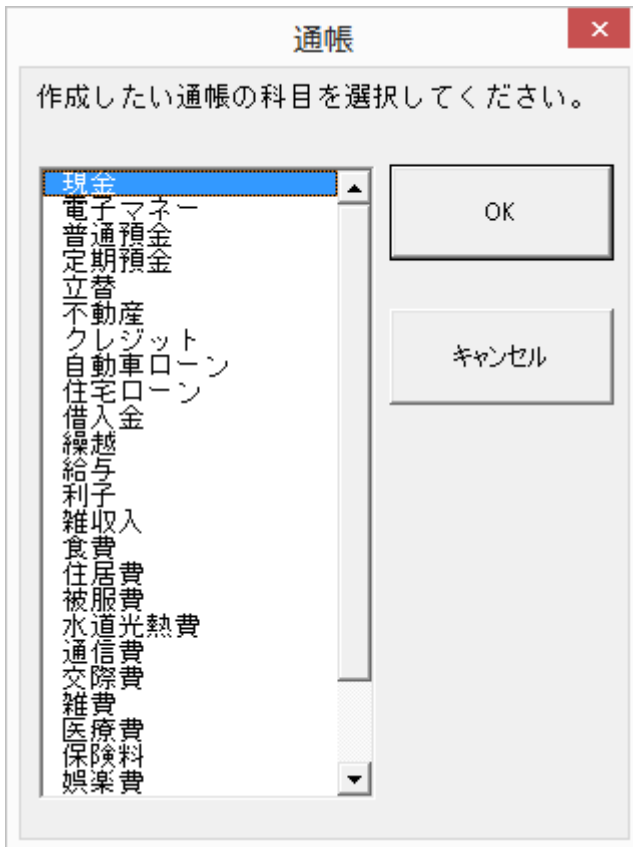 通帳
作成したい通帳の科目を選択してください。
現金
電子マネー
普通預金
定期預金
立替
不動産
クレジット
自動車ローン
住宅ローン
借入金
繰越
給与
利子
雑収入
食費
住居費
被服費
水道光熱費
通信費
交際費
雑費
医療費
保険料
娯楽費
OK
キャンセル